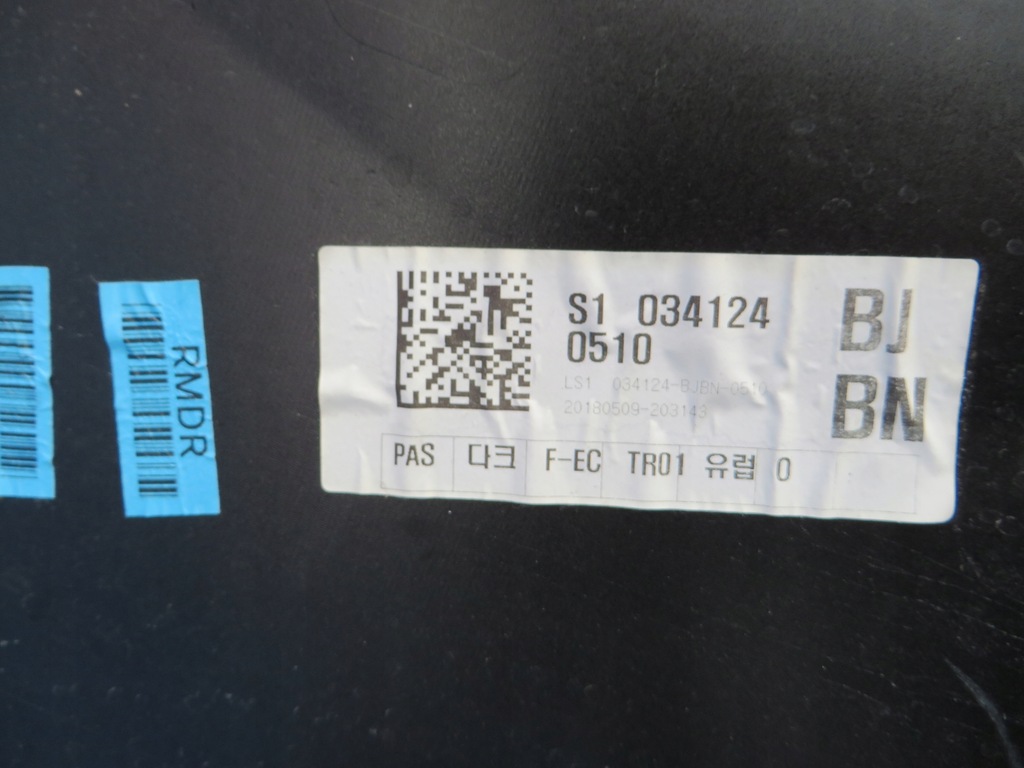 RMDR
S1 034124
0510
LS1 034124-BJBN-0510
20180509-203143
BJ
BN
PAS 다크 F-EC TR01 유럽 0